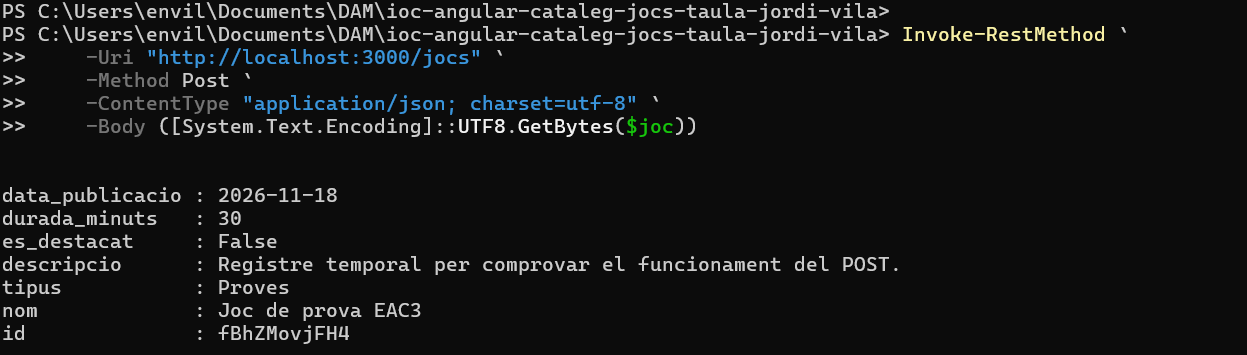 PS C:\Users\envil\Documents\DAM\ioc-angular-cataleg-jocs-taula-jordi-vila>
PS C:\Users\envil\Documents\DAM\ioc-angular-cataleg-jocs-taula-jordi-vila> Invoke-RestMethod `
>>     -Uri "http://localhost:3000/jocs" `
>>     -Method Post `
>>     -ContentType "application/json; charset=utf-8" `
>>     -Body ([System.Text.Encoding]::UTF8.GetBytes($joc))
data_publicacio : 2026-11-18
durada_minuts   : 30
es_destacat     : False
descripcio      : Registre temporal per comprovar el funcionament del POST.
tipus           : Proves
nom             : Joc de prova EAC3
id              : fBhZMovjFH4